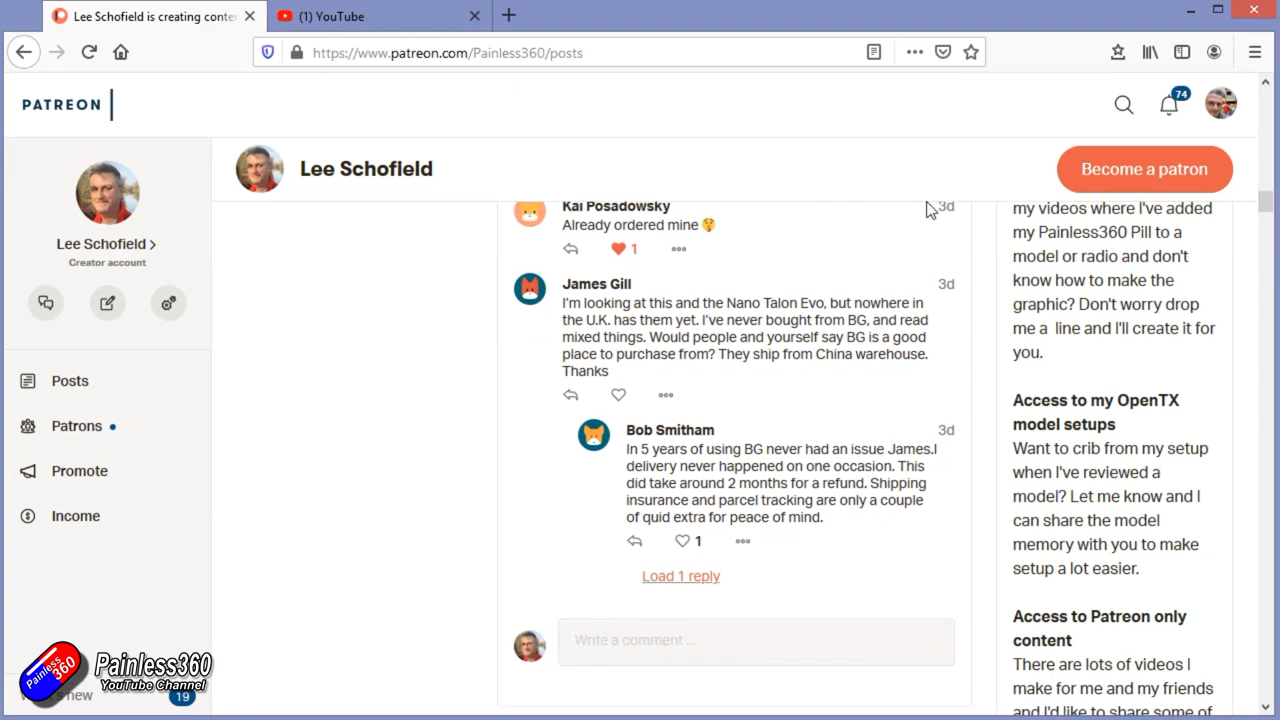 Lee Schofield is creating conte
(1) YouTube
https://www.patreon.com/Painless360/posts
PATREON
74
Lee Schofield
Become a patron
Lee Schofield
Creator account
Posts
Patrons
Promote
Income
's new
19
Painless360
YouTube Channel
Painless
360
Kai Posadowsky
3d
Already ordered mine 🤫
1
James Gill
3d
I'm looking at this and the Nano Talon Evo, but nowhere in
the U.K. has them yet. I've never bought from BG, and read
mixed things. Would people and yourself say BG is a good
place to purchase from? They ship from China warehouse.
Thanks
Bob Smitham
3d
In 5 years of using BG never had an issue James.I
delivery never happened on one occasion. This
did take around 2 months for a refund. Shipping
insurance and parcel tracking are only a couple
of quid extra for peace of mind.
1
Load 1 reply
Write a comment ...
my videos where I've added
my Painless360 Pill to a
model or radio and don't
know how to make the
graphic? Don't worry drop
me a line and I'll create it for
you.
Access to my OpenTX
model setups
Want to crib from my setup
when I've reviewed a
model? Let me know and I
can share the model
memory with you to make
setup a lot easier.
Access to Patreon only
content
There are lots of videos I
make for me and my friends
and I'd like to share some of